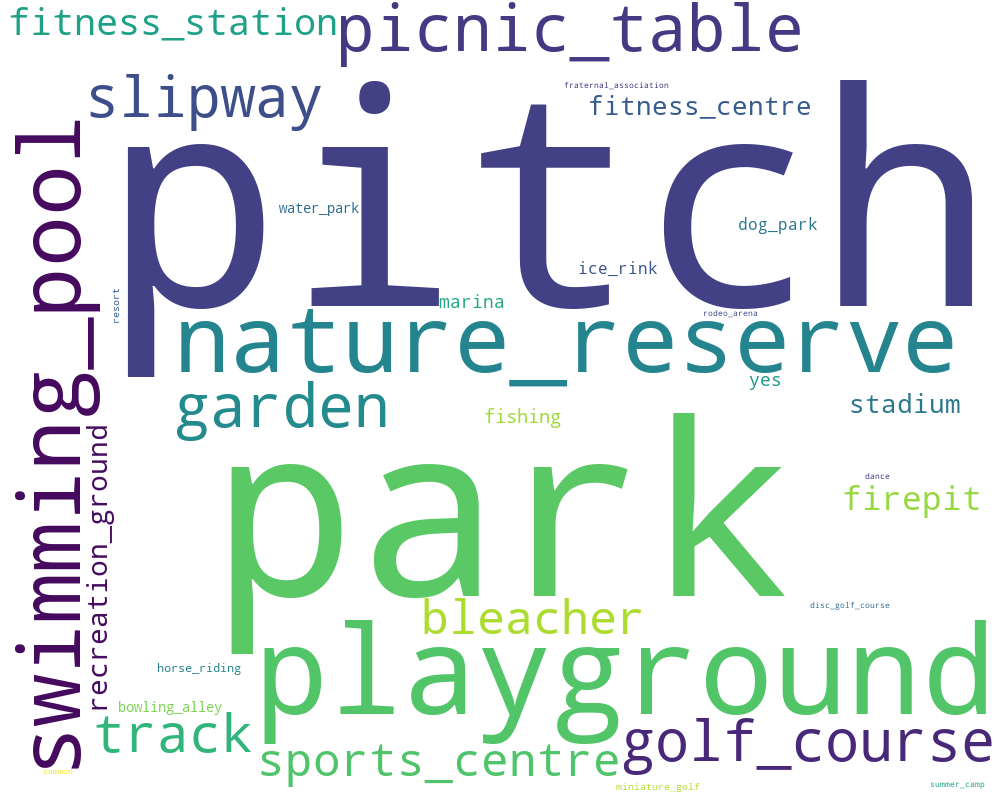 fitness_station
picnic_table
slipway
fraternal_association
fitness_centre
pitch
swimming_pool
water_park
dog_park
ice_rink
resort
marina
rodeo_arena
nature_reserve
yes
garden
stadium
fishing
recreation_ground
park
dance
firepit
bleacher
disc_golf_course
playground
horse_riding
bowling_alley
track
golf_course
sports_centre
common
miniature_golf
summer_camp